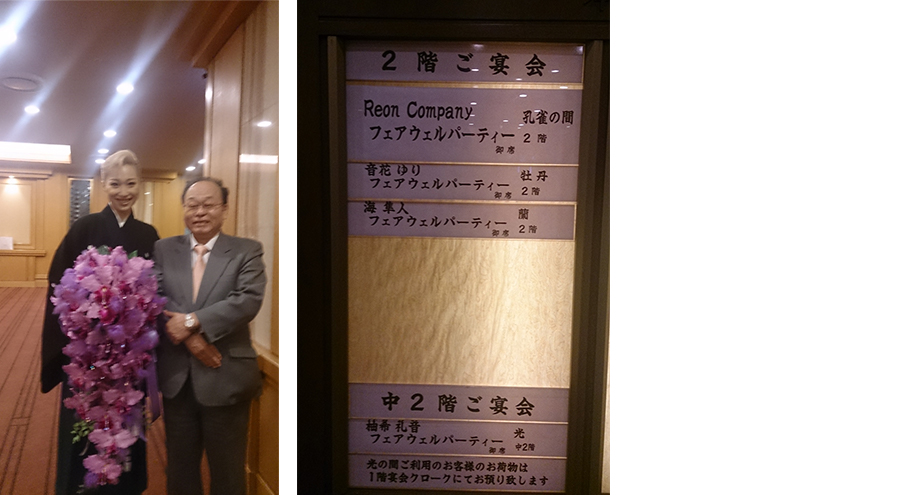 2階ご宴会
Reon Company 孔雀の間
フェアウェルパーティー 2階
御席
音花 ゆり 牡丹
フェアウェルパーティー 2階
御席
海 隼人 蘭
フェアウェルパーティー 2階
御席
中2階ご宴会
柚希 礼音 光
フェアウェルパーティー 中2階
御席
光の間ご利用のお客様のお荷物は
1階宴会クロークにてお預り致します